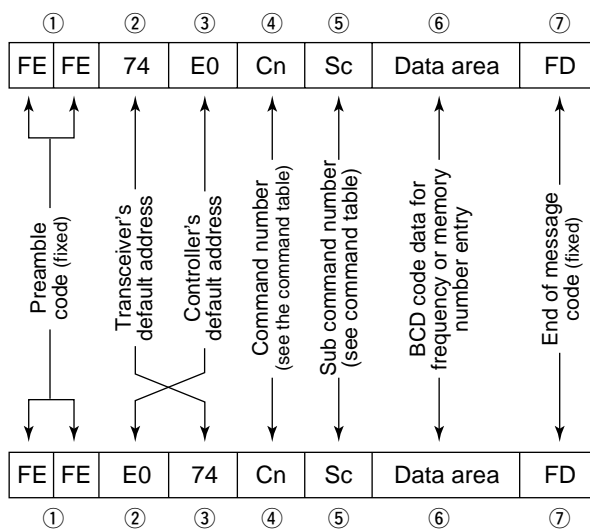 ① ② ③ ④ ⑤ ⑥ ⑦
FE FE 74 E0 Cn Sc Data area FD
Preamble
code (fixed)
Transceiver's
default address
Controller's
default address
Command number
(see the command table)
Sub command number
(see command table)
BCD code data for
frequency or memory
number entry
End of message
code (fixed)
FE FE E0 74 Cn Sc Data area FD
① ② ③ ④ ⑤ ⑥ ⑦